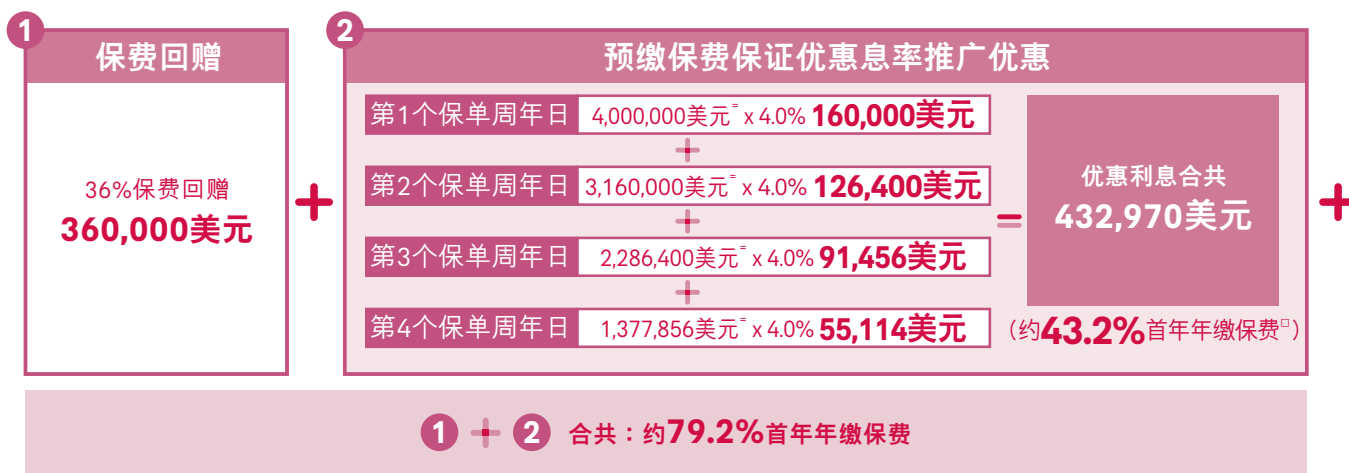 1
保费回赠
36%保费回赠
360,000美元
+
2
预缴保费保证优惠息率推广优惠
第1个保单周年日 4,000,000美元⁼ x 4.0% 160,000美元
+
第2个保单周年日 3,160,000美元⁼ x 4.0% 126,400美元
+
第3个保单周年日 2,286,400美元⁼ x 4.0% 91,456美元
+
第4个保单周年日 1,377,856美元⁼ x 4.0% 55,114美元
=
优惠利息合共
432,970美元
（约43.2%首年年缴保费□）
+
1 + 2 合共：约79.2%首年年缴保费